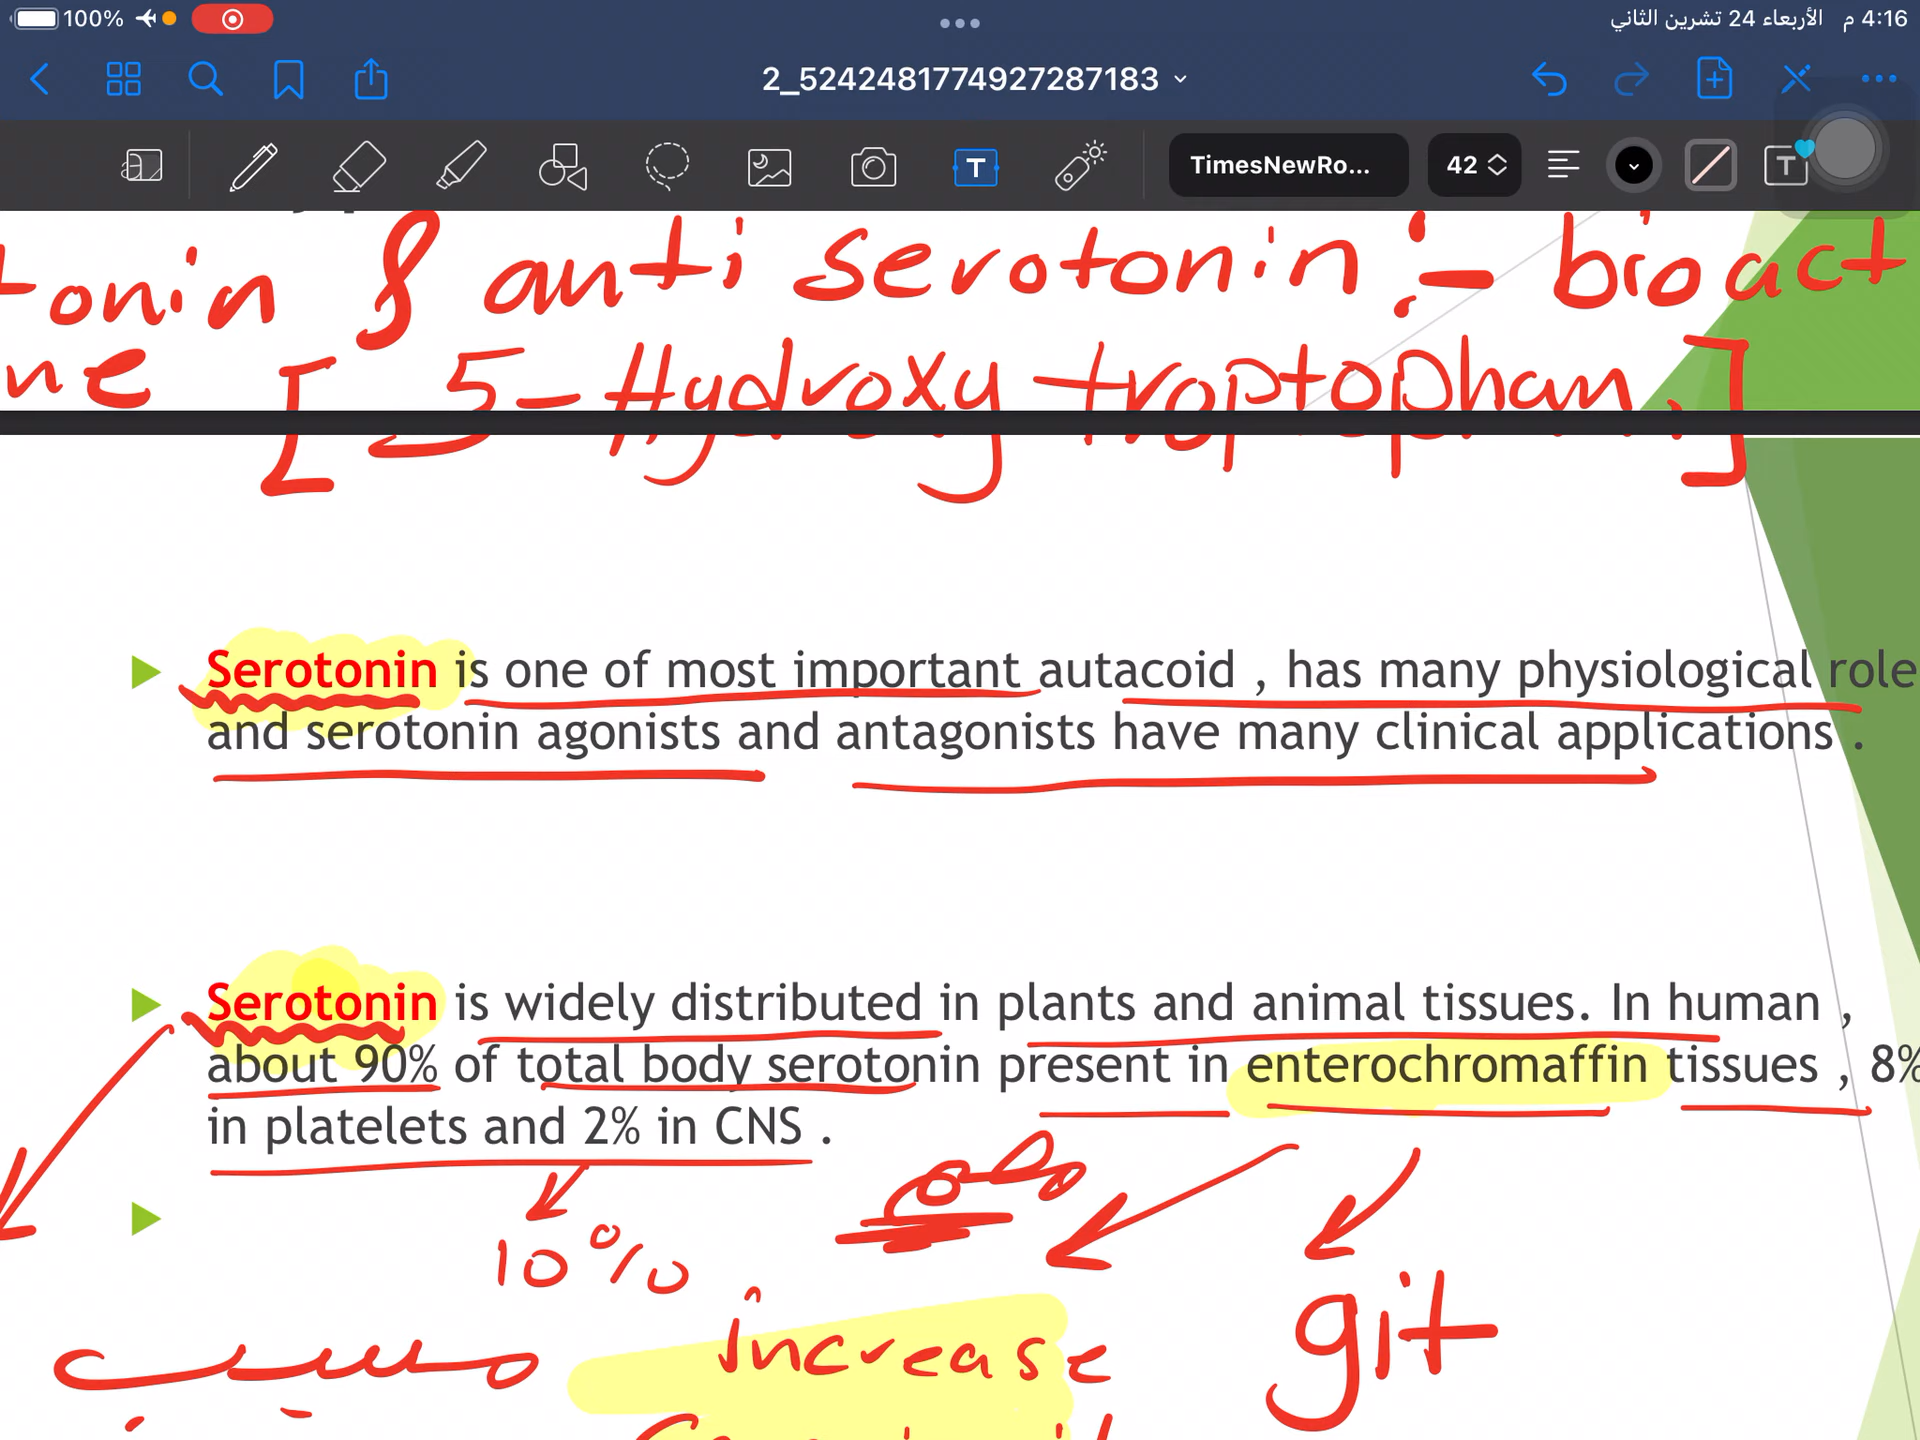 100%
4:16 م الأربعاء 24 تشرين الثاني
2_5242481774927287183
TimesNewRo...
42
tonin & anti serotonin :- bioact
ne [ 5-Hydroxy troptophan ]
Serotonin is one of most important autacoid , has many physiological role
and serotonin agonists and antagonists have many clinical applications .
Serotonin is widely distributed in plants and animal tissues. In human ,
about 90% of total body serotonin present in enterochromaffin tissues , 8%
in platelets and 2% in CNS .
10%
increase
git